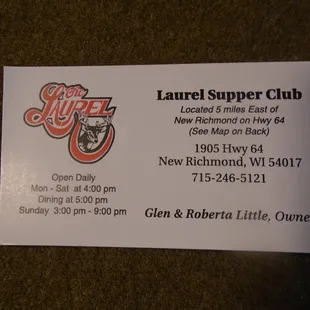 The
Laurel
Open Daily
Mon - Sat at 4:00 pm
Dining at 5:00 pm
Sunday 3:00 pm - 9:00 pm
Laurel Supper Club
Located 5 miles East of
New Richmond on Hwy 64
(See Map on Back)
1905 Hwy 64
New Richmond, WI 54017
715-246-5121
Glen & Roberta Little, Owne